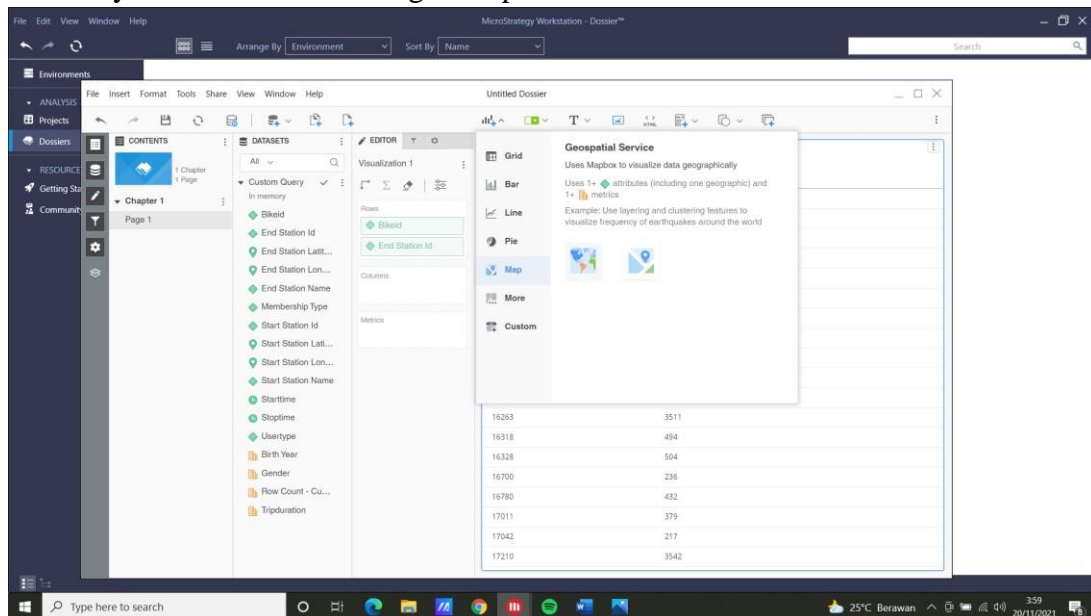 File Edit View Window Help
MicroStrategy Workstation - Dossier™
Arrange By Environment
Sort By Name
Search
Environments
ANALYSIS
Projects
Dossiers
RESOURCE
Getting Sta
Communit
File Insert Format Tools Share View Window Help
Untitled Dossier
T
HTML
CONTENTS
1 Chapter
1 Page
Chapter 1
Page 1
DATASETS
All
Custom Query
In memory
Bikeid
End Station Id
End Station Latit...
End Station Lon...
End Station Name
Membership Type
Start Station Id
Start Station Lati...
Start Station Lon...
Start Station Name
Starttime
Stoptime
Usertype
Birth Year
Gender
Row Count - Cu...
Tripduration
EDITOR
Visualization 1
Rows
Bikeid
End Station Id
Columns
Metrics
Grid
Bar
Line
Pie
Map
More
Custom
Geospatial Service
Uses Mapbox to visualize data geographically
Uses 1+ attributes (including one geographic) and
1+ metrics
Example: Use layering and clustering features to
visualize frequency of earthquakes around the world
16263 3511
16318 494
16328 504
16700 236
16780 432
17011 379
17042 217
17210 3542
Type here to search
25°C Berawan
3:59
20/11/2021